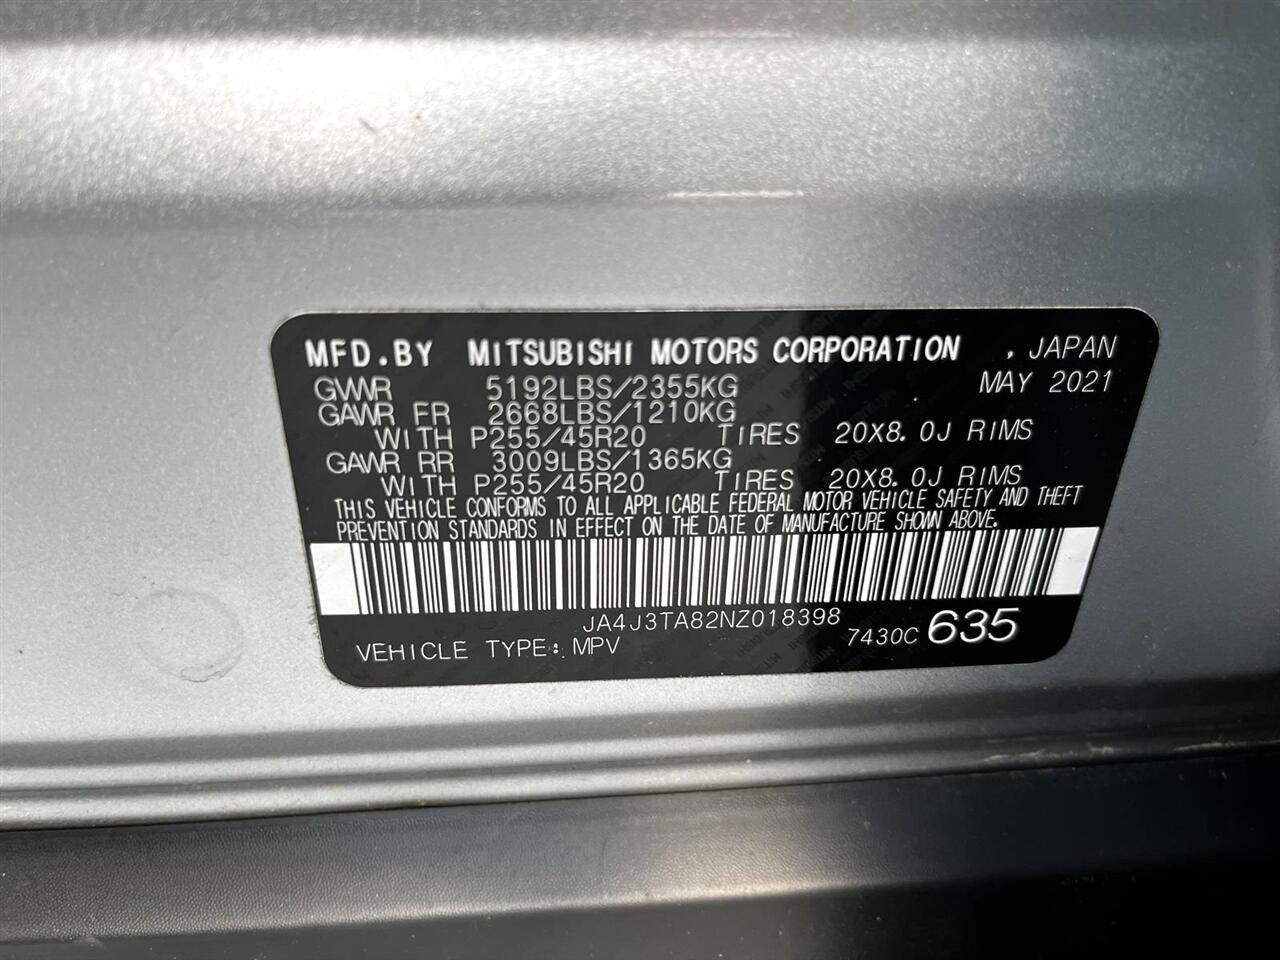 MFD.BY MITSUBISHI MOTORS CORPORATION , JAPAN
GVWR 5192LBS/2355KG MAY 2021
GAWR FR 2668LBS/1210KG
WITH P255/45R20 TIRES 20X8.0J RIMS
GAWR RR 3009LBS/1365KG
WITH P255/45R20 TIRES 20X8.0J RIMS
THIS VEHICLE CONFORMS TO ALL APPLICABLE FEDERAL MOTOR VEHICLE SAFETY AND THEFT
PREVENTION STANDARDS IN EFFECT ON THE DATE OF MANUFACTURE SHOWN ABOVE.
JA4J3TA82NZ018398
VEHICLE TYPE: MPV 7430C 635